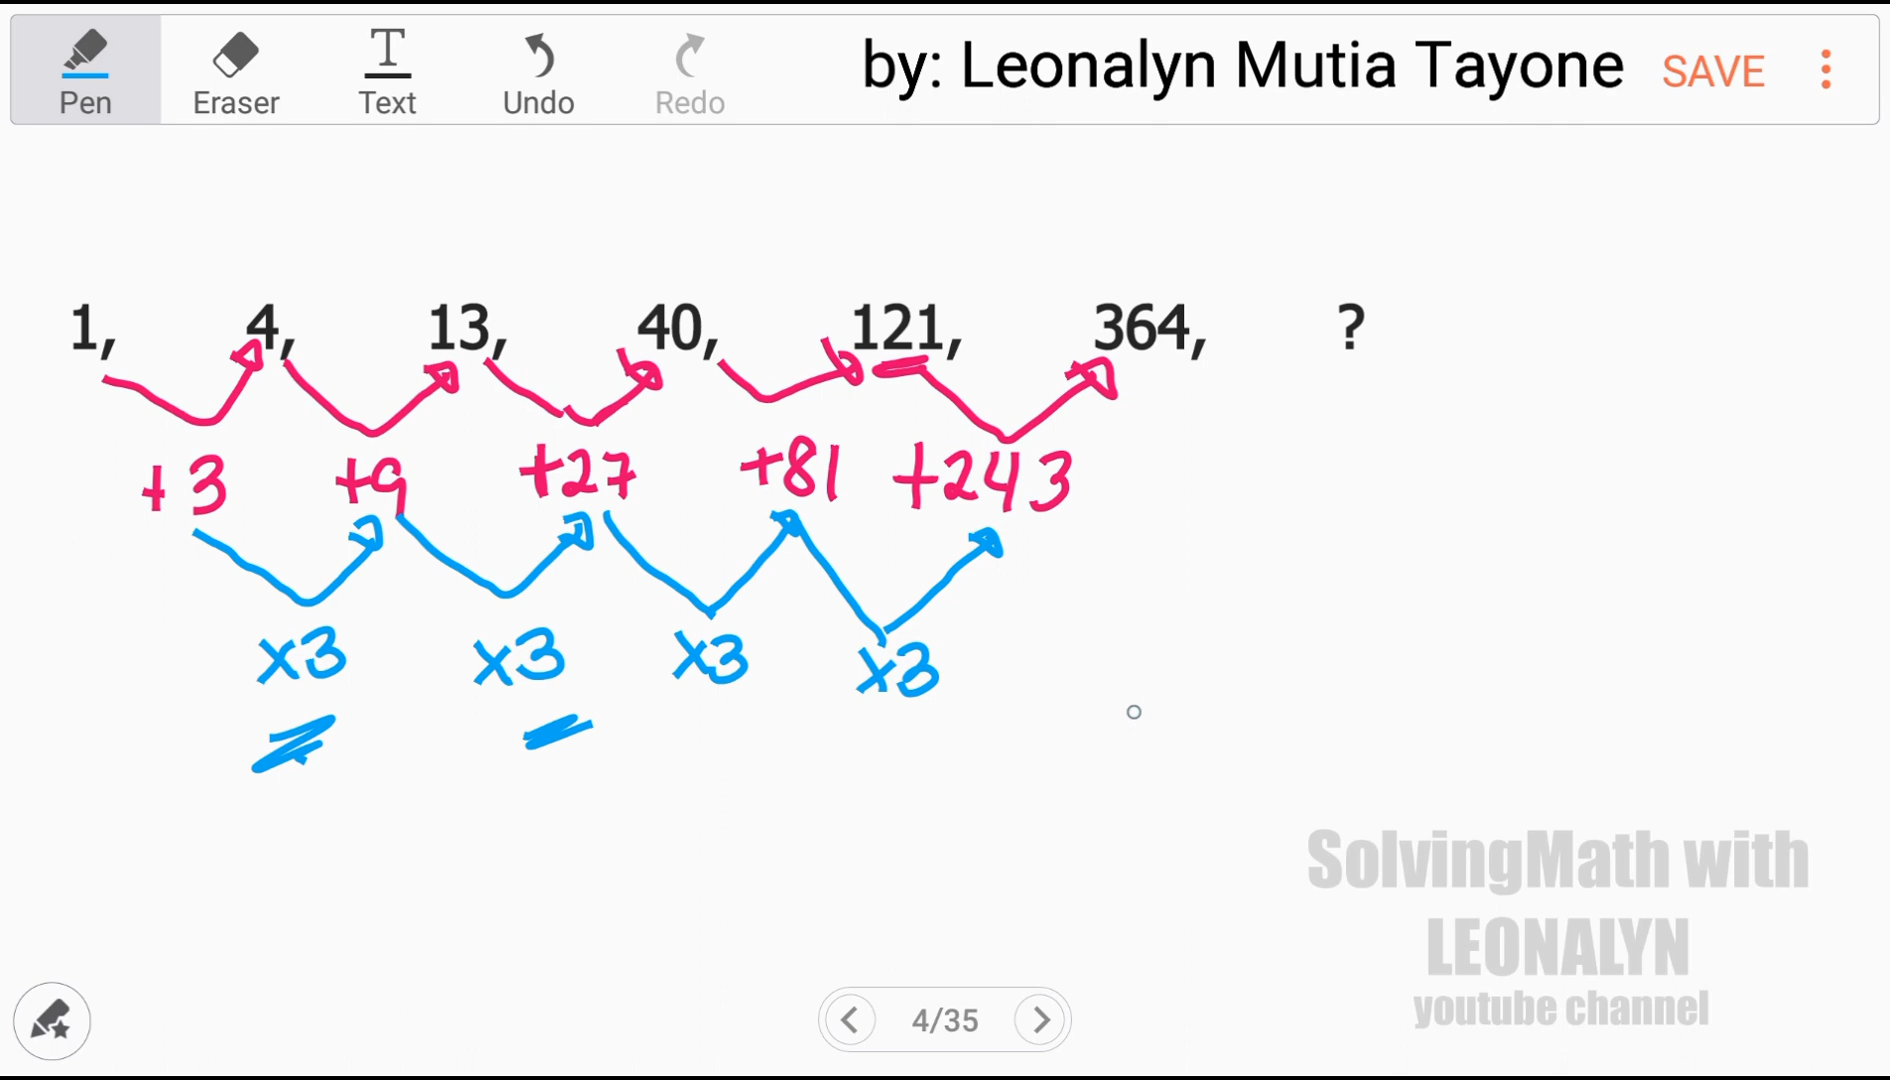 by: Leonalyn Mutia Tayone SAVE
Pen Eraser Text Undo Redo
1, 4, 13, 40, 121, 364, ?
+3 +9 +27 +81 +243
x3 x3 x3 x3
SolvingMath with
LEONALYN
youtube channel
4/35